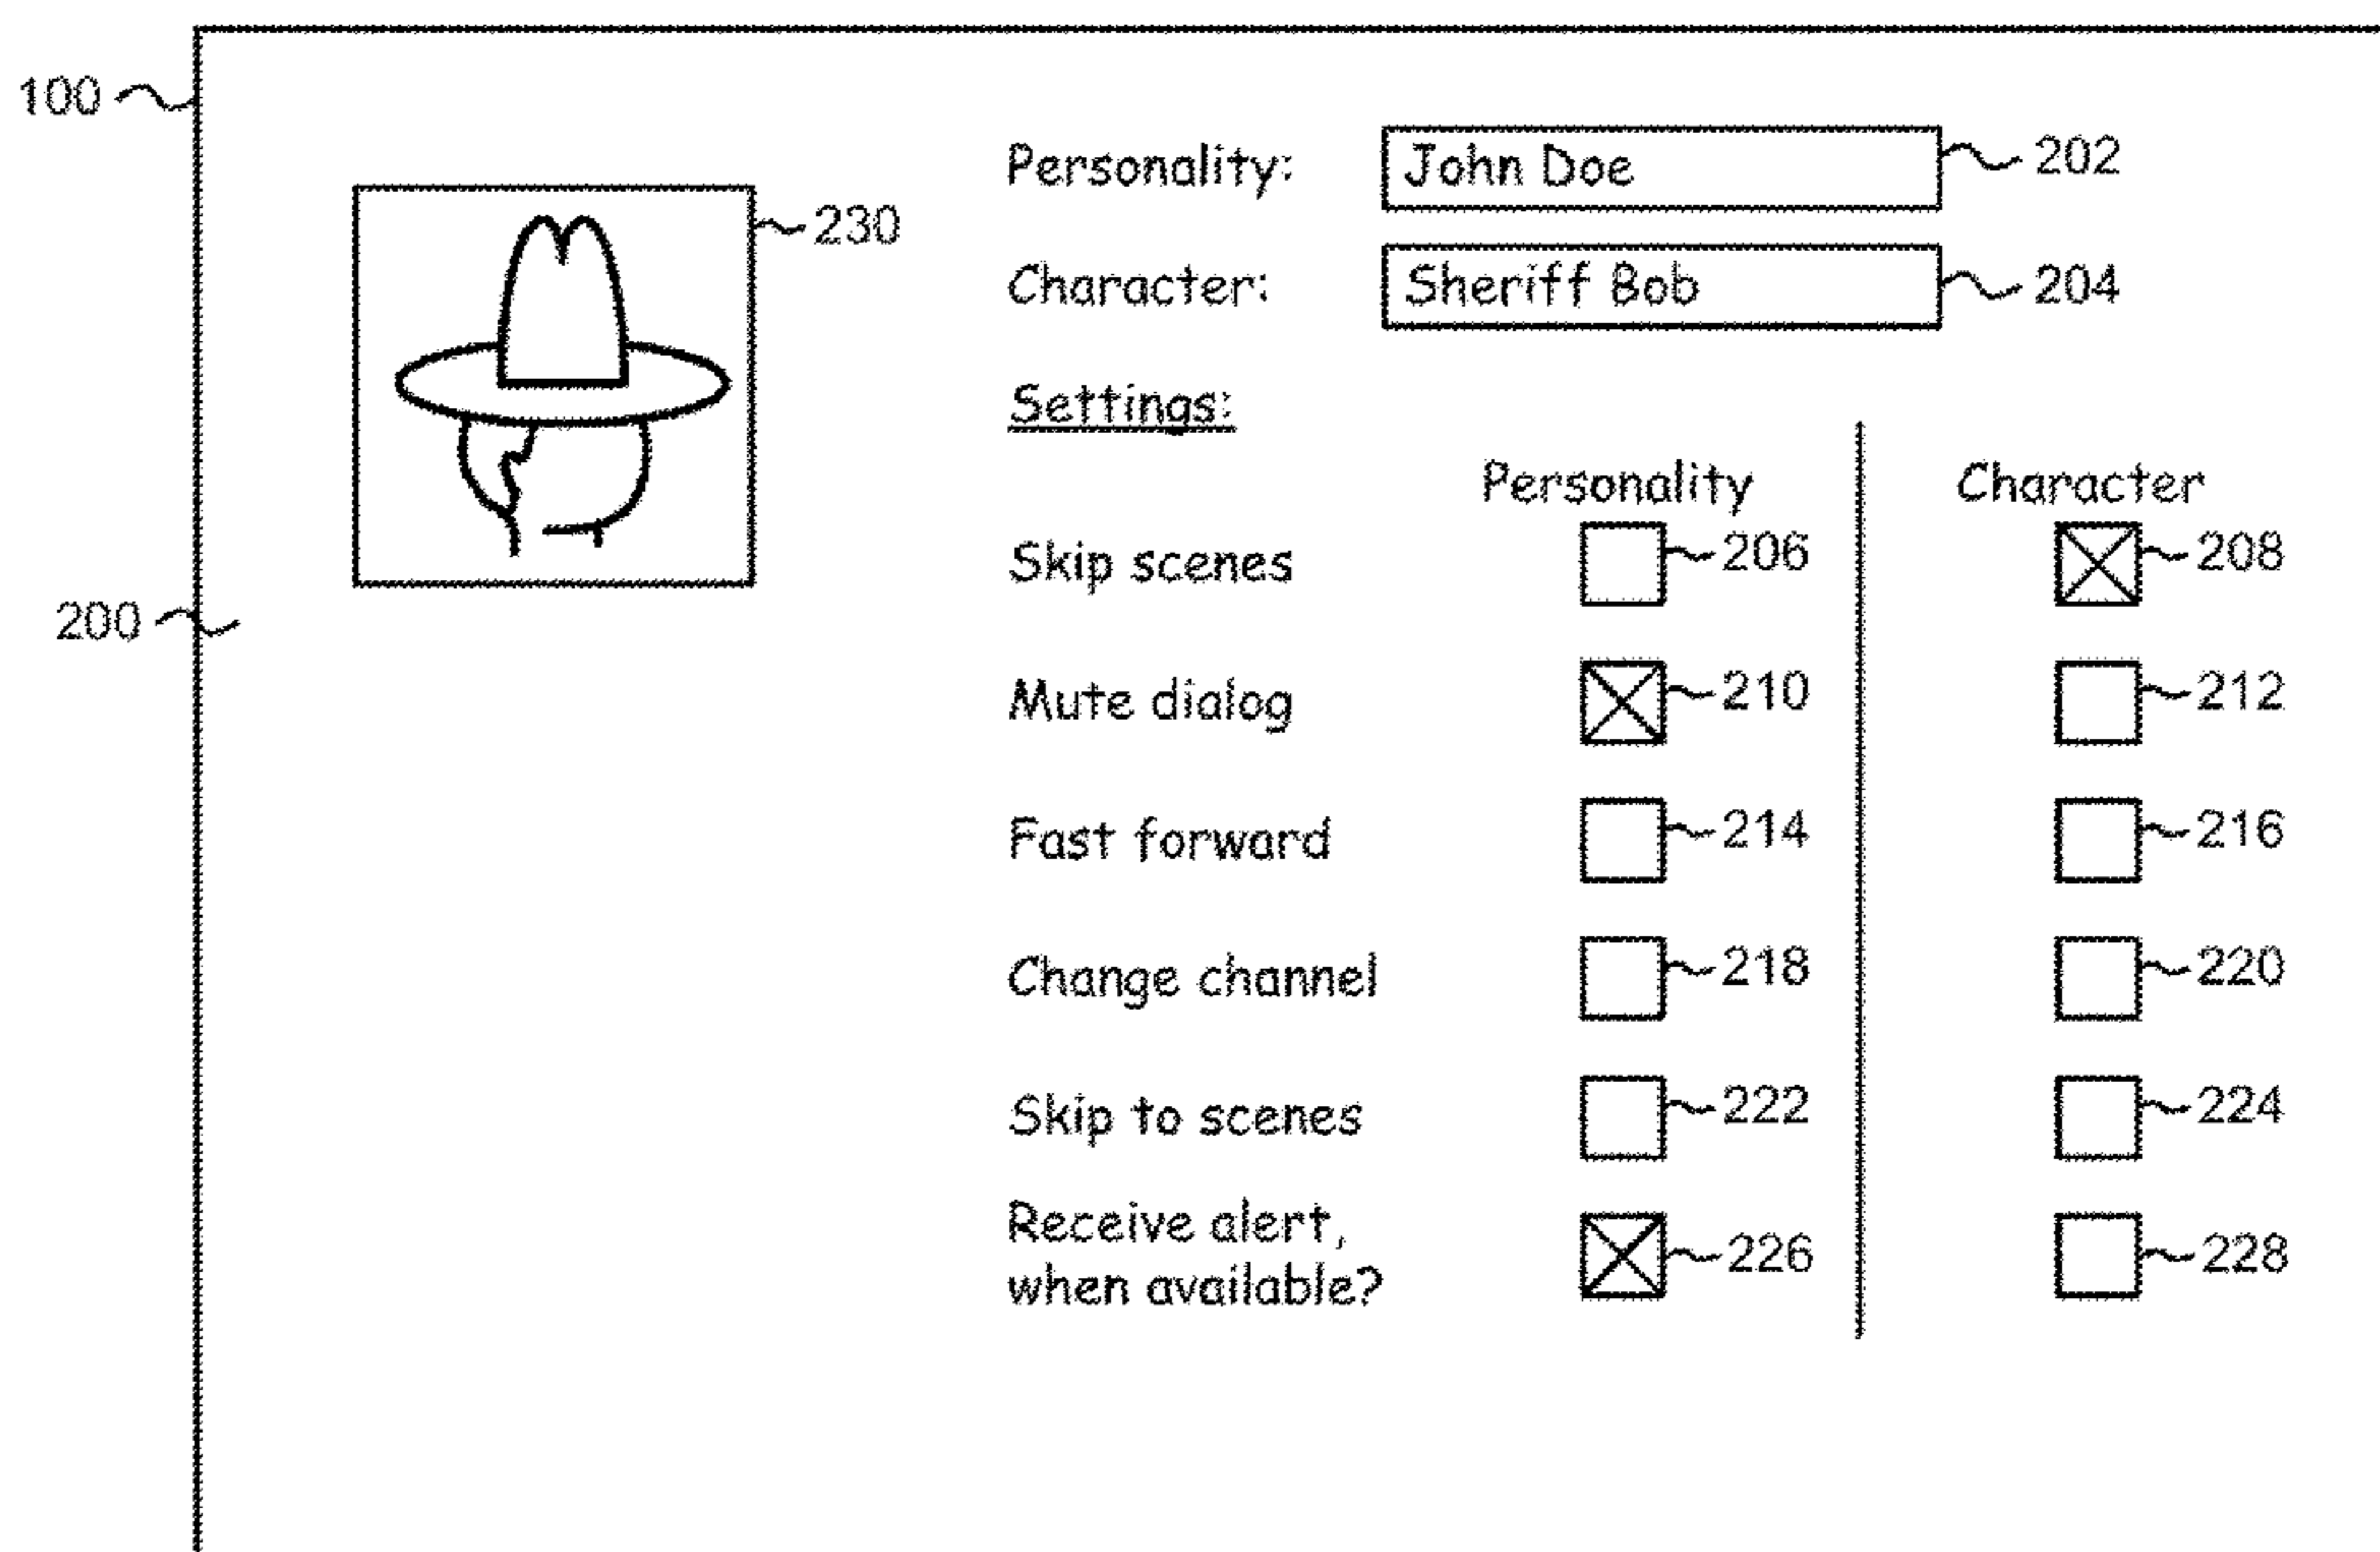 100
Personality: John Doe 202
230
Character: Sheriff Bob 204
Settings:
Personality Character
Skip scenes 206 208
200
Mute dialog 210 212
Fast forward 214 216
Change channel 218 220
Skip to scenes 222 224
Receive alert,
when available? 226 228